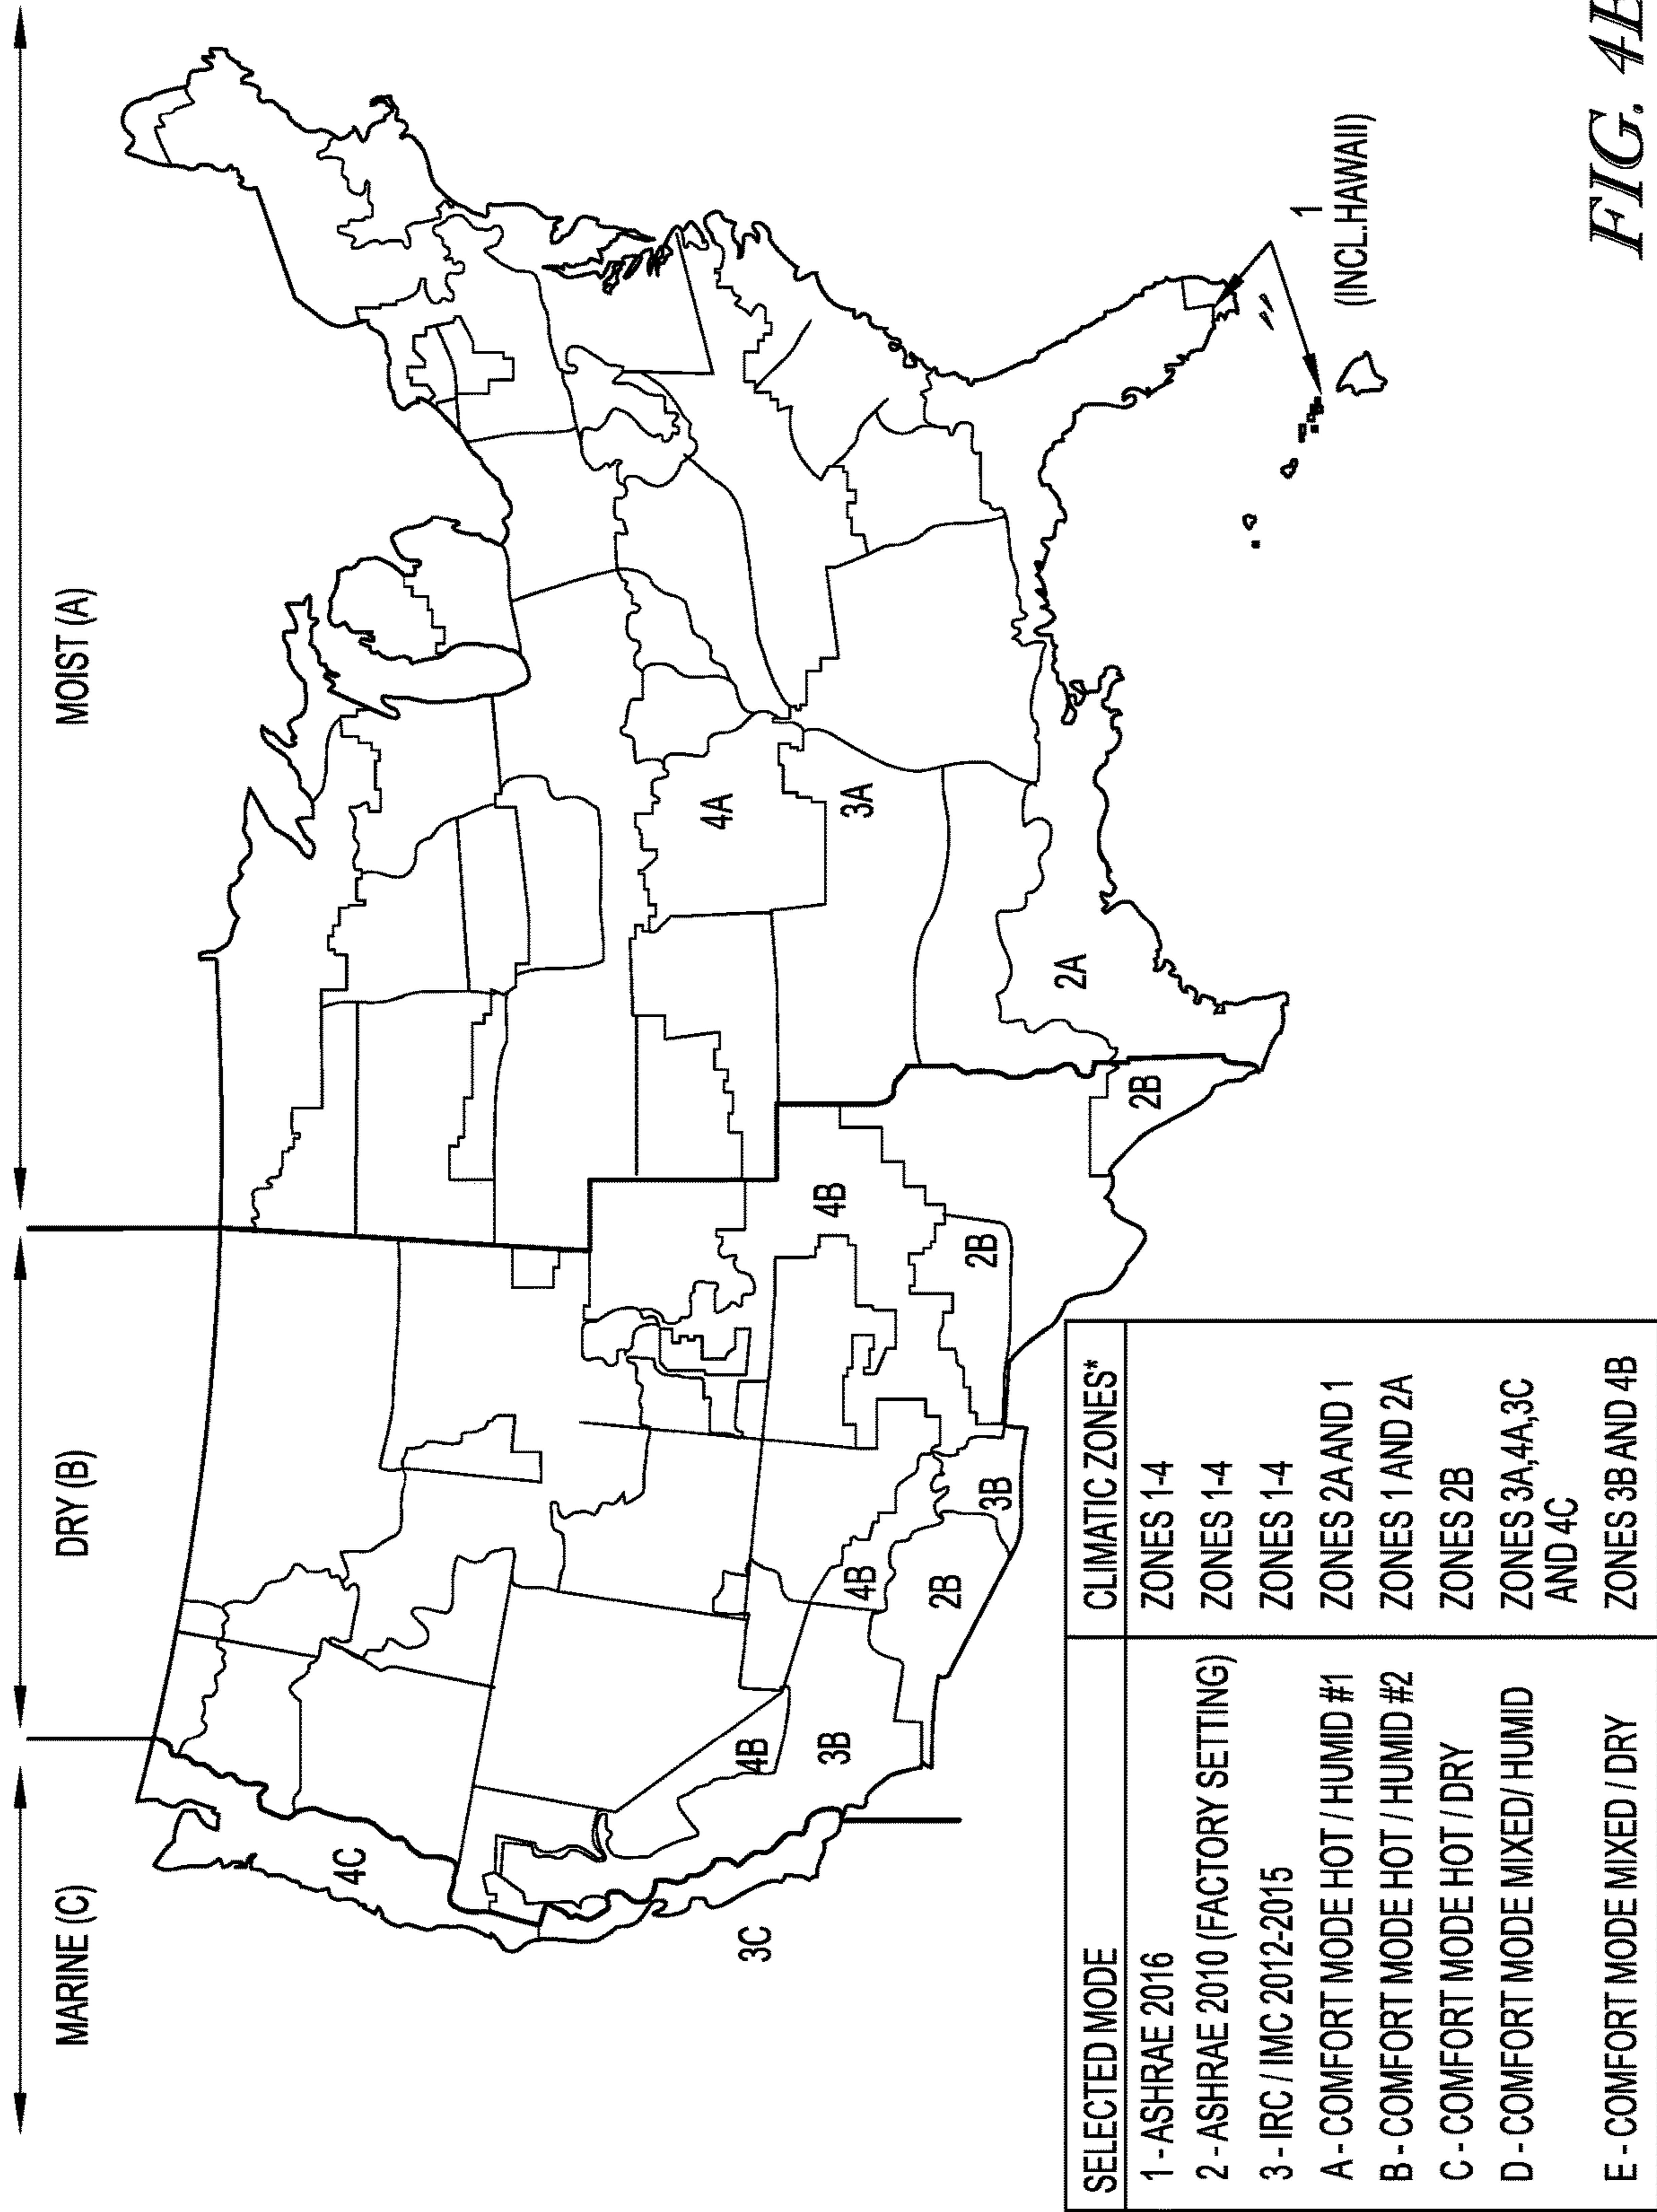 MARINE (C)
DRY (B)
MOIST (A)
4C
4A
4B
3C
3B
4B
4B
3A
2B
3B
2B
2A
2B
1
(INCL.HAWAII)
SELECTED MODE CLIMATIC ZONES*
1 - ASHRAE 2016 ZONES 1-4
2 - ASHRAE 2010 (FACTORY SETTING) ZONES 1-4
3 - IRC / IMC 2012-2015 ZONES 1-4
A - COMFORT MODE HOT / HUMID #1 ZONES 2A AND 1
B - COMFORT MODE HOT / HUMID #2 ZONES 1 AND 2A
C - COMFORT MODE HOT / DRY ZONES 2B
D - COMFORT MODE MIXED/ HUMID ZONES 3A,4A,3C
AND 4C
E - COMFORT MODE MIXED / DRY ZONES 3B AND 4B
FIG. 4B